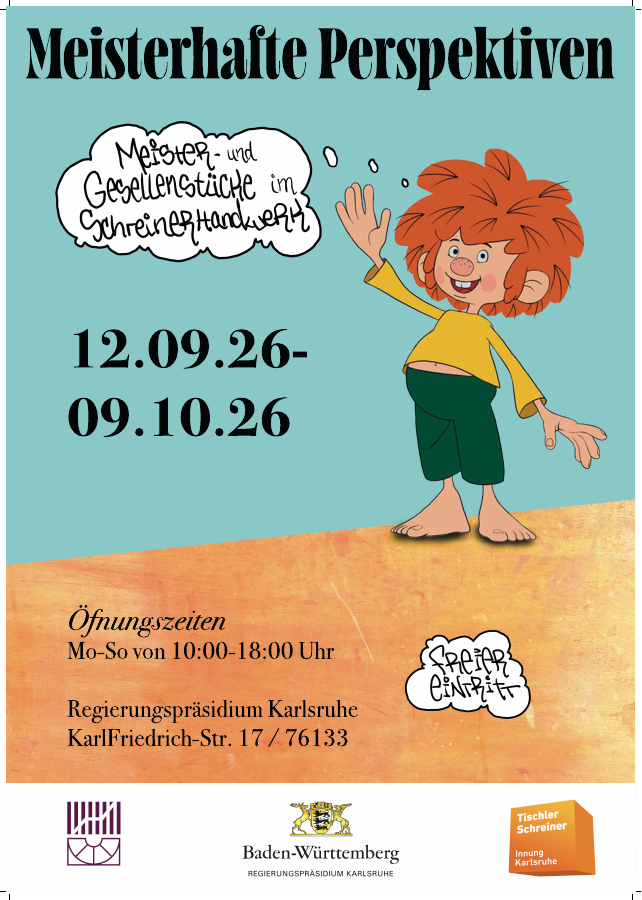 Meisterhafte Perspektiven
Meister- und
Gesellenstücke im
Schreinerhandwerk
12.09.26-
09.10.26
Öfnungszeiten
Mo-So von 10:00-18:00 Uhr
Regierungspräsidium Karlsruhe
KarlFriedrich-Str. 17 / 76133
Freier
Eintritt
Baden-Württemberg
REGIERUNGSPRÄSIDIUM KARLSRUHE
Tischler
Schreiner
Innung
Karlsruhe